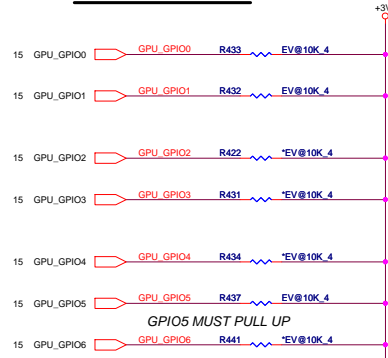 +3V
15 GPU_GPIO0 GPU_GPIO0 R433 EV@10K_4
15 GPU_GPIO1 GPU_GPIO1 R432 EV@10K_4
15 GPU_GPIO2 GPU_GPIO2 R422 *EV@10K_4
15 GPU_GPIO3 GPU_GPIO3 R431 *EV@10K_4
15 GPU_GPIO4 GPU_GPIO4 R434 *EV@10K_4
15 GPU_GPIO5 GPU_GPIO5 R437 EV@10K_4
GPIO5 MUST PULL UP
15 GPU_GPIO6 GPU_GPIO6 R441 *EV@10K_4